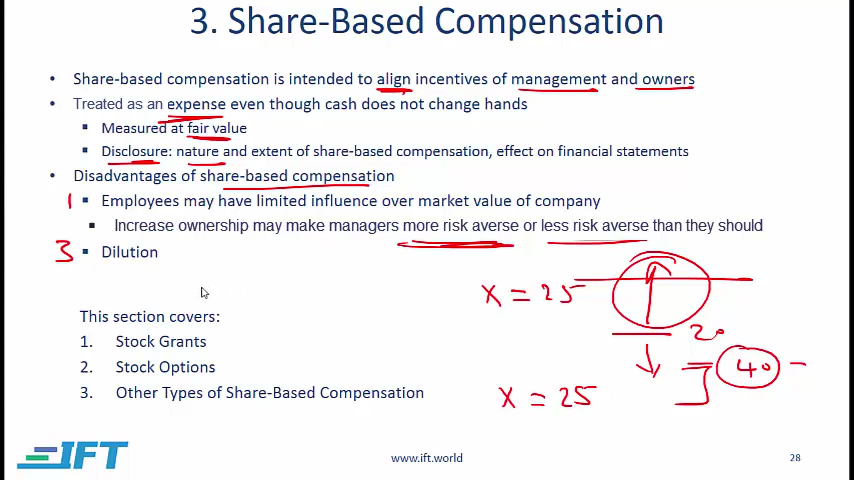 3. Share-Based Compensation
Share-based compensation is intended to align incentives of management and owners
Treated as an expense even though cash does not change hands
Measured at fair value
Disclosure: nature and extent of share-based compensation, effect on financial statements
Disadvantages of share-based compensation
1 Employees may have limited influence over market value of company
Increase ownership may make managers more risk averse or less risk averse than they should
3 Dilution
X = 25
20
This section covers:
1. Stock Grants
2. Stock Options
40
3. Other Types of Share-Based Compensation
X = 25
IFT
www.ift.world
28